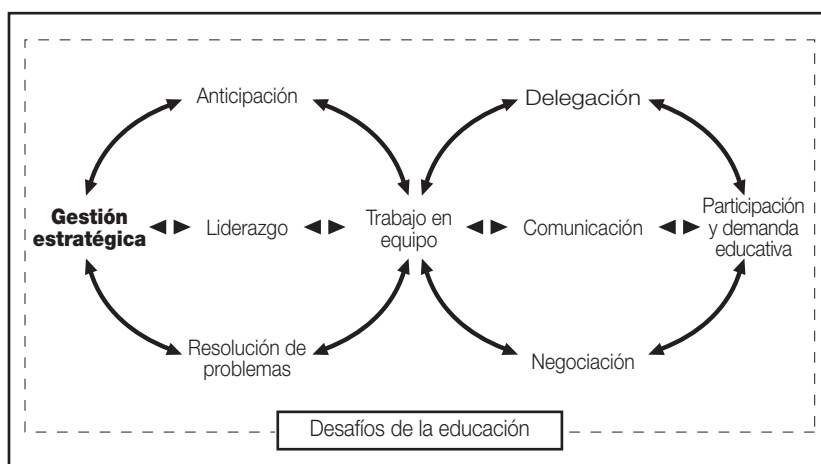 Anticipación
Delegación
Gestión
estratégica
Liderazgo
Trabajo en
equipo
Comunicación
Participación
y demanda
educativa
Resolución de
problemas
Negociación
Desafíos de la educación